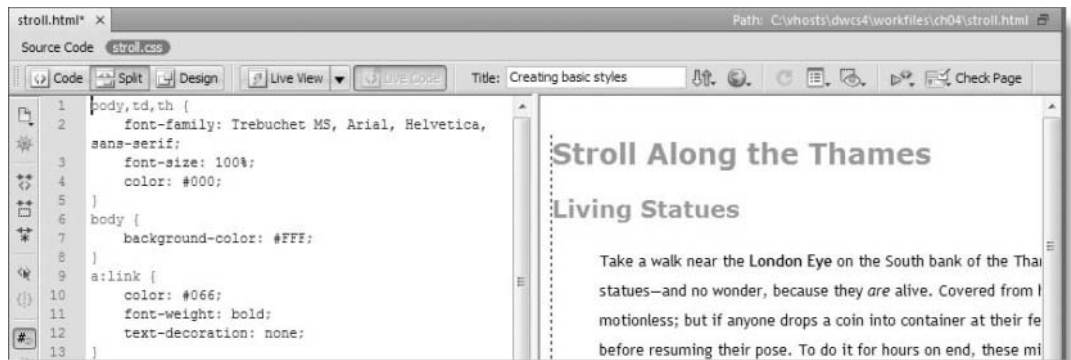 stroll.html* ×
Path: C:\vhosts\dwcs4\workfiles\ch04\stroll.html
Source Code stroll.css
Code Split Design Live View Live Code Title: Creating basic styles Check Page
1 body,td,th {
2 font-family: Trebuchet MS, Arial, Helvetica,
sans-serif;
3 font-size: 100%;
4 color: #000;
5 }
6 body {
7 background-color: #FFF;
8 }
9 a:link {
10 color: #066;
11 font-weight: bold;
12 text-decoration: none;
13 }
Stroll Along the Thames
Living Statues
Take a walk near the London Eye on the South bank of the Tha
statues—and no wonder, because they are alive. Covered from h
motionless; but if anyone drops a coin into container at their fe
before resuming their pose. To do it for hours on end, these mi